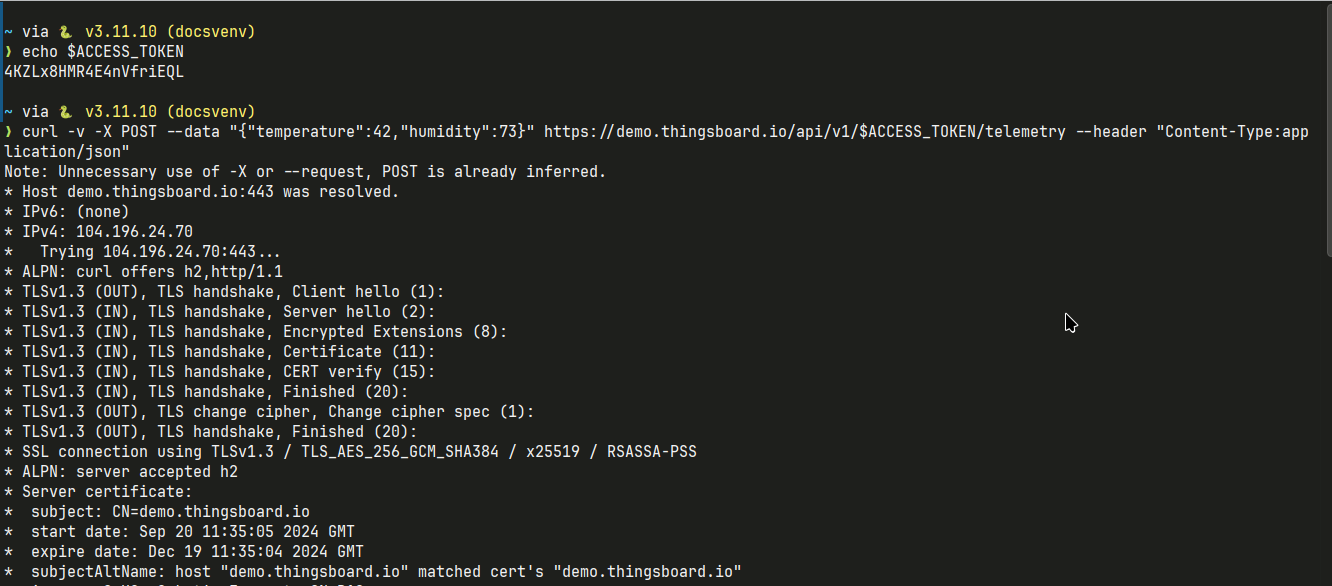 ~ via 🐍 v3.11.10 (docsvenv)
❯ echo $ACCESS_TOKEN
4KZLx8HMR4E4nVfriEQL
~ via 🐍 v3.11.10 (docsvenv)
❯ curl -v -X POST --data "{"temperature":42,"humidity":73}" https://demo.thingsboard.io/api/v1/$ACCESS_TOKEN/telemetry --header "Content-Type:app
lication/json"
Note: Unnecessary use of -X or --request, POST is already inferred.
* Host demo.thingsboard.io:443 was resolved.
* IPv6: (none)
* IPv4: 104.196.24.70
*   Trying 104.196.24.70:443...
* ALPN: curl offers h2,http/1.1
* TLSv1.3 (OUT), TLS handshake, Client hello (1):
* TLSv1.3 (IN), TLS handshake, Server hello (2):
* TLSv1.3 (IN), TLS handshake, Encrypted Extensions (8):
* TLSv1.3 (IN), TLS handshake, Certificate (11):
* TLSv1.3 (IN), TLS handshake, CERT verify (15):
* TLSv1.3 (IN), TLS handshake, Finished (20):
* TLSv1.3 (OUT), TLS change cipher, Change cipher spec (1):
* TLSv1.3 (OUT), TLS handshake, Finished (20):
* SSL connection using TLSv1.3 / TLS_AES_256_GCM_SHA384 / x25519 / RSASSA-PSS
* ALPN: server accepted h2
* Server certificate:
*  subject: CN=demo.thingsboard.io
*  start date: Sep 20 11:35:05 2024 GMT
*  expire date: Dec 19 11:35:04 2024 GMT
*  subjectAltName: host "demo.thingsboard.io" matched cert's "demo.thingsboard.io"